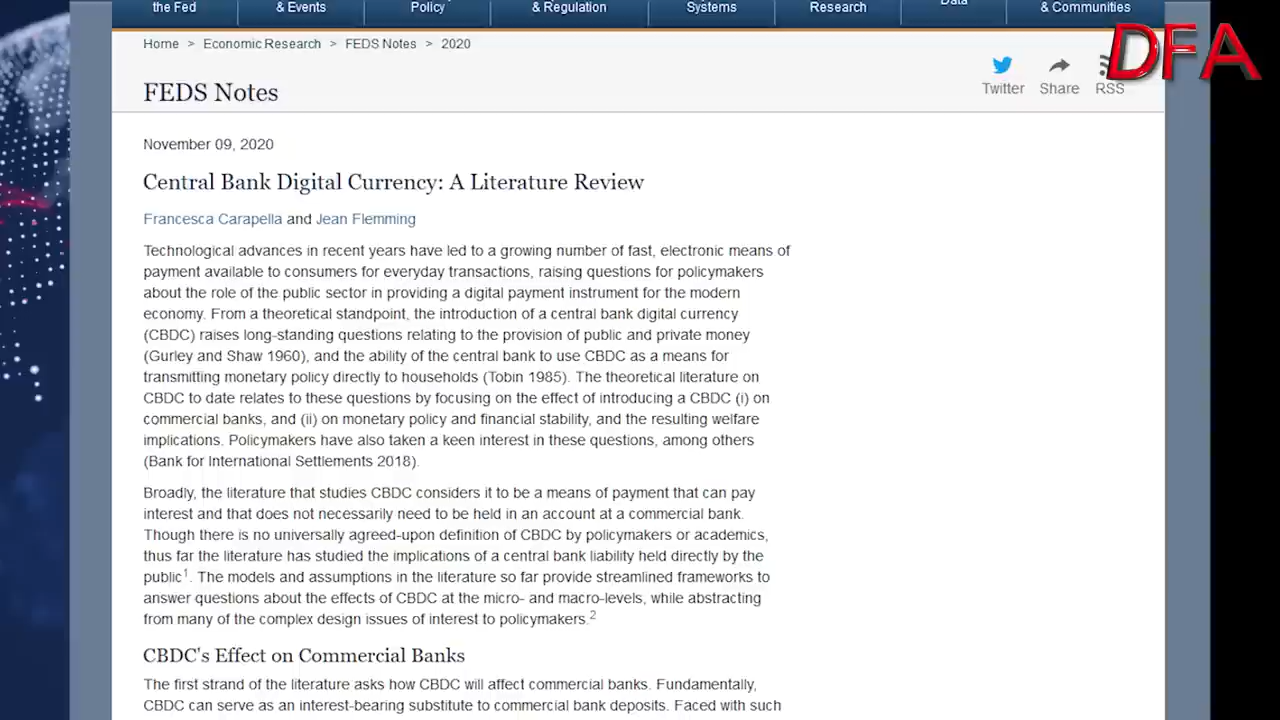 the Fed
& Events
Policy
& Regulation
Systems
Research
Data
& Communities
DFA
Home > Economic Research > FEDS Notes > 2020
FEDS Notes
Twitter Share RSS
November 09, 2020
Central Bank Digital Currency: A Literature Review
Francesca Carapella and Jean Flemming
Technological advances in recent years have led to a growing number of fast, electronic means of
payment available to consumers for everyday transactions, raising questions for policymakers
about the role of the public sector in providing a digital payment instrument for the modern
economy. From a theoretical standpoint, the introduction of a central bank digital currency
(CBDC) raises long-standing questions relating to the provision of public and private money
(Gurley and Shaw 1960), and the ability of the central bank to use CBDC as a means for
transmitting monetary policy directly to households (Tobin 1985). The theoretical literature on
CBDC to date relates to these questions by focusing on the effect of introducing a CBDC (i) on
commercial banks, and (ii) on monetary policy and financial stability, and the resulting welfare
implications. Policymakers have also taken a keen interest in these questions, among others
(Bank for International Settlements 2018).
Broadly, the literature that studies CBDC considers it to be a means of payment that can pay
interest and that does not necessarily need to be held in an account at a commercial bank.
Though there is no universally agreed-upon definition of CBDC by policymakers or academics,
thus far the literature has studied the implications of a central bank liability held directly by the
public1. The models and assumptions in the literature so far provide streamlined frameworks to
answer questions about the effects of CBDC at the micro- and macro-levels, while abstracting
from many of the complex design issues of interest to policymakers.2
CBDC's Effect on Commercial Banks
The first strand of the literature asks how CBDC will affect commercial banks. Fundamentally,
CBDC can serve as an interest-bearing substitute to commercial bank deposits. Faced with such